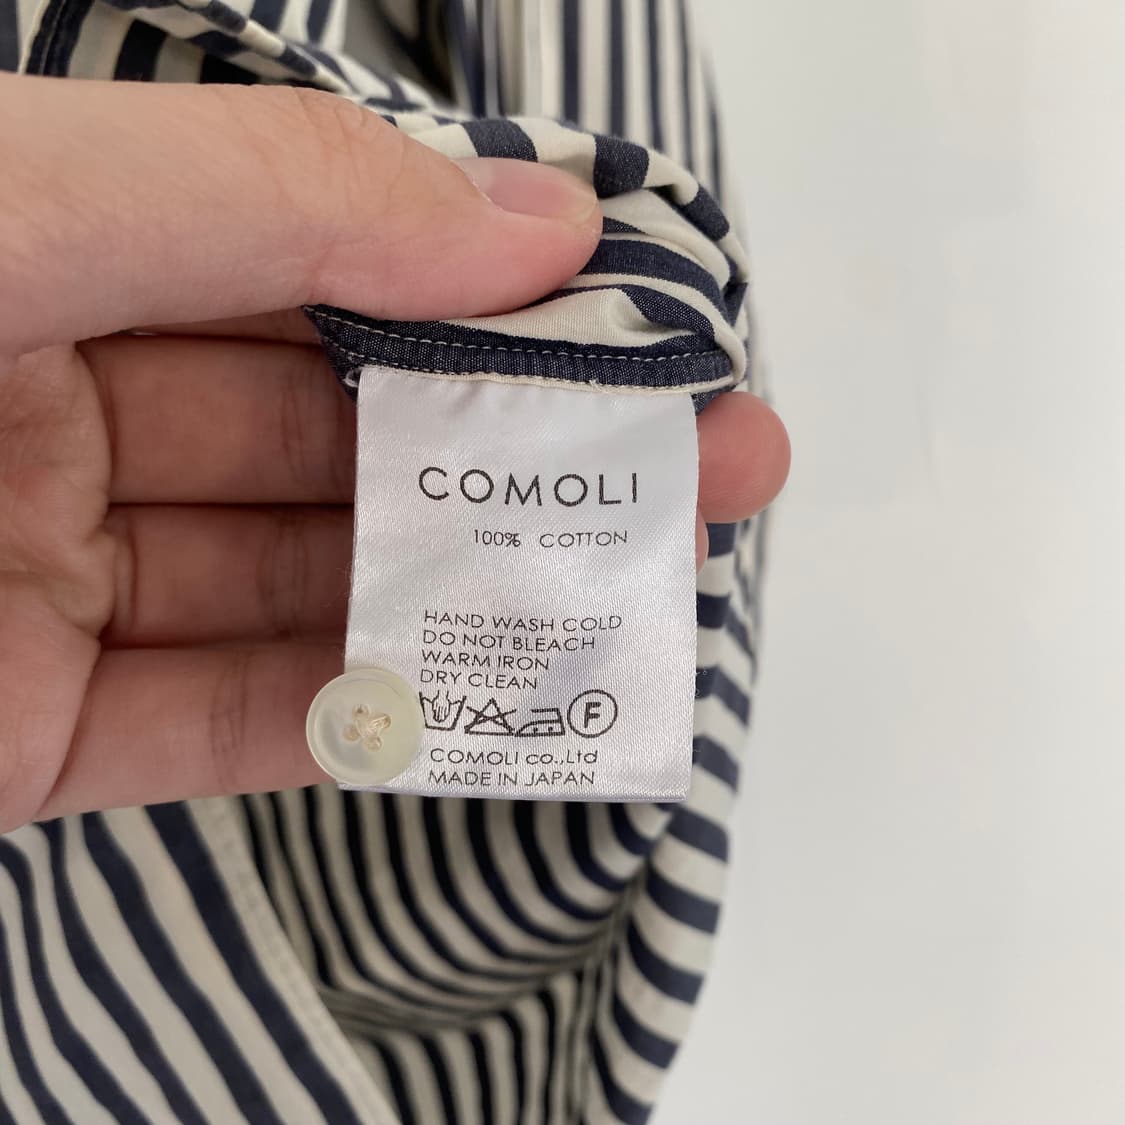 COMOLI
100% COTTON
HAND WASH COLD
DO NOT BLEACH
WARM IRON
DRY CLEAN
F
COMOLI co.,Ltd
MADE IN JAPAN